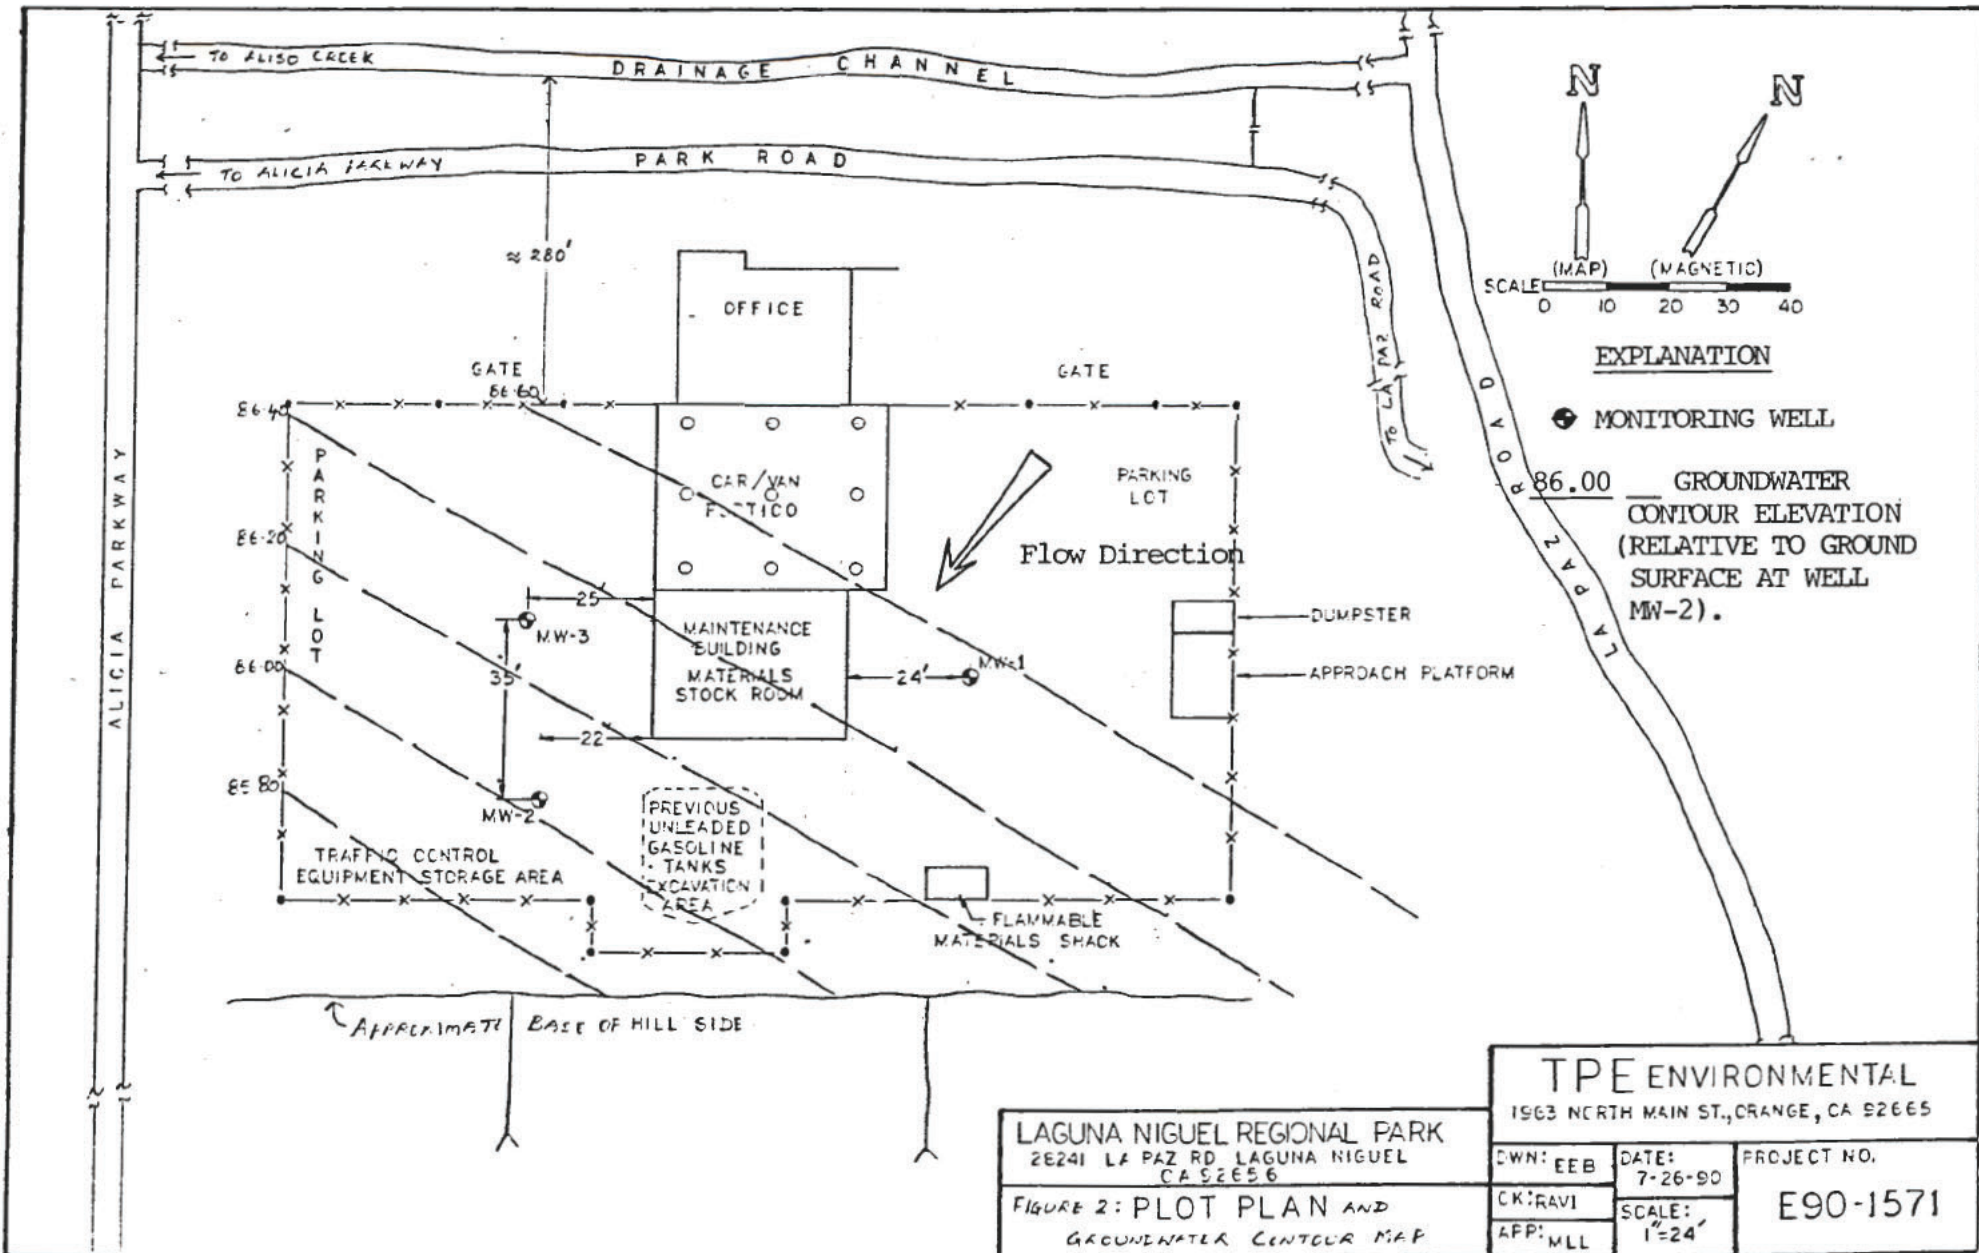 TO ALISO CREEK
DRAINAGE CHANNEL
TO ALICIA PARKWAY
PARK ROAD
≈ 280'
OFFICE
GATE
86.60
GATE
86.40
PARKING LOT
CAR/VAN
PORTICO
PARKING
LOT
Flow Direction
86.20
25
MW-3
35'
MAINTENANCE
BUILDING
MATERIALS
STOCK ROOM
24'
MW-1
DUMPSTER
APPROACH PLATFORM
86.00
22
85.80
MW-2
PREVIOUS
UNLEADED
GASOLINE
TANKS
EXCAVATION
AREA
TRAFFIC CONTROL
EQUIPMENT STORAGE AREA
FLAMMABLE
MATERIALS SHACK
APPROXIMATE BASE OF HILL SIDE
ALICIA PARKWAY
TO LA PAZ ROAD
LA PAZ ROAD
N
N
(MAP) (MAGNETIC)
SCALE
0 10 20 30 40
EXPLANATION
MONITORING WELL
86.00 GROUNDWATER
CONTOUR ELEVATION
(RELATIVE TO GROUND
SURFACE AT WELL
MW-2).
TPE ENVIRONMENTAL
1963 NORTH MAIN ST., ORANGE, CA 92665
LAGUNA NIGUEL REGIONAL PARK
28241 LA PAZ RD LAGUNA NIGUEL
CA 92656
FIGURE 2: PLOT PLAN AND
GROUNDWATER CONTOUR MAP
DWN: EEB
CK: RAVI
APP: MLL
DATE:
7-26-90
SCALE:
1"=24'
PROJECT NO.
E90-1571